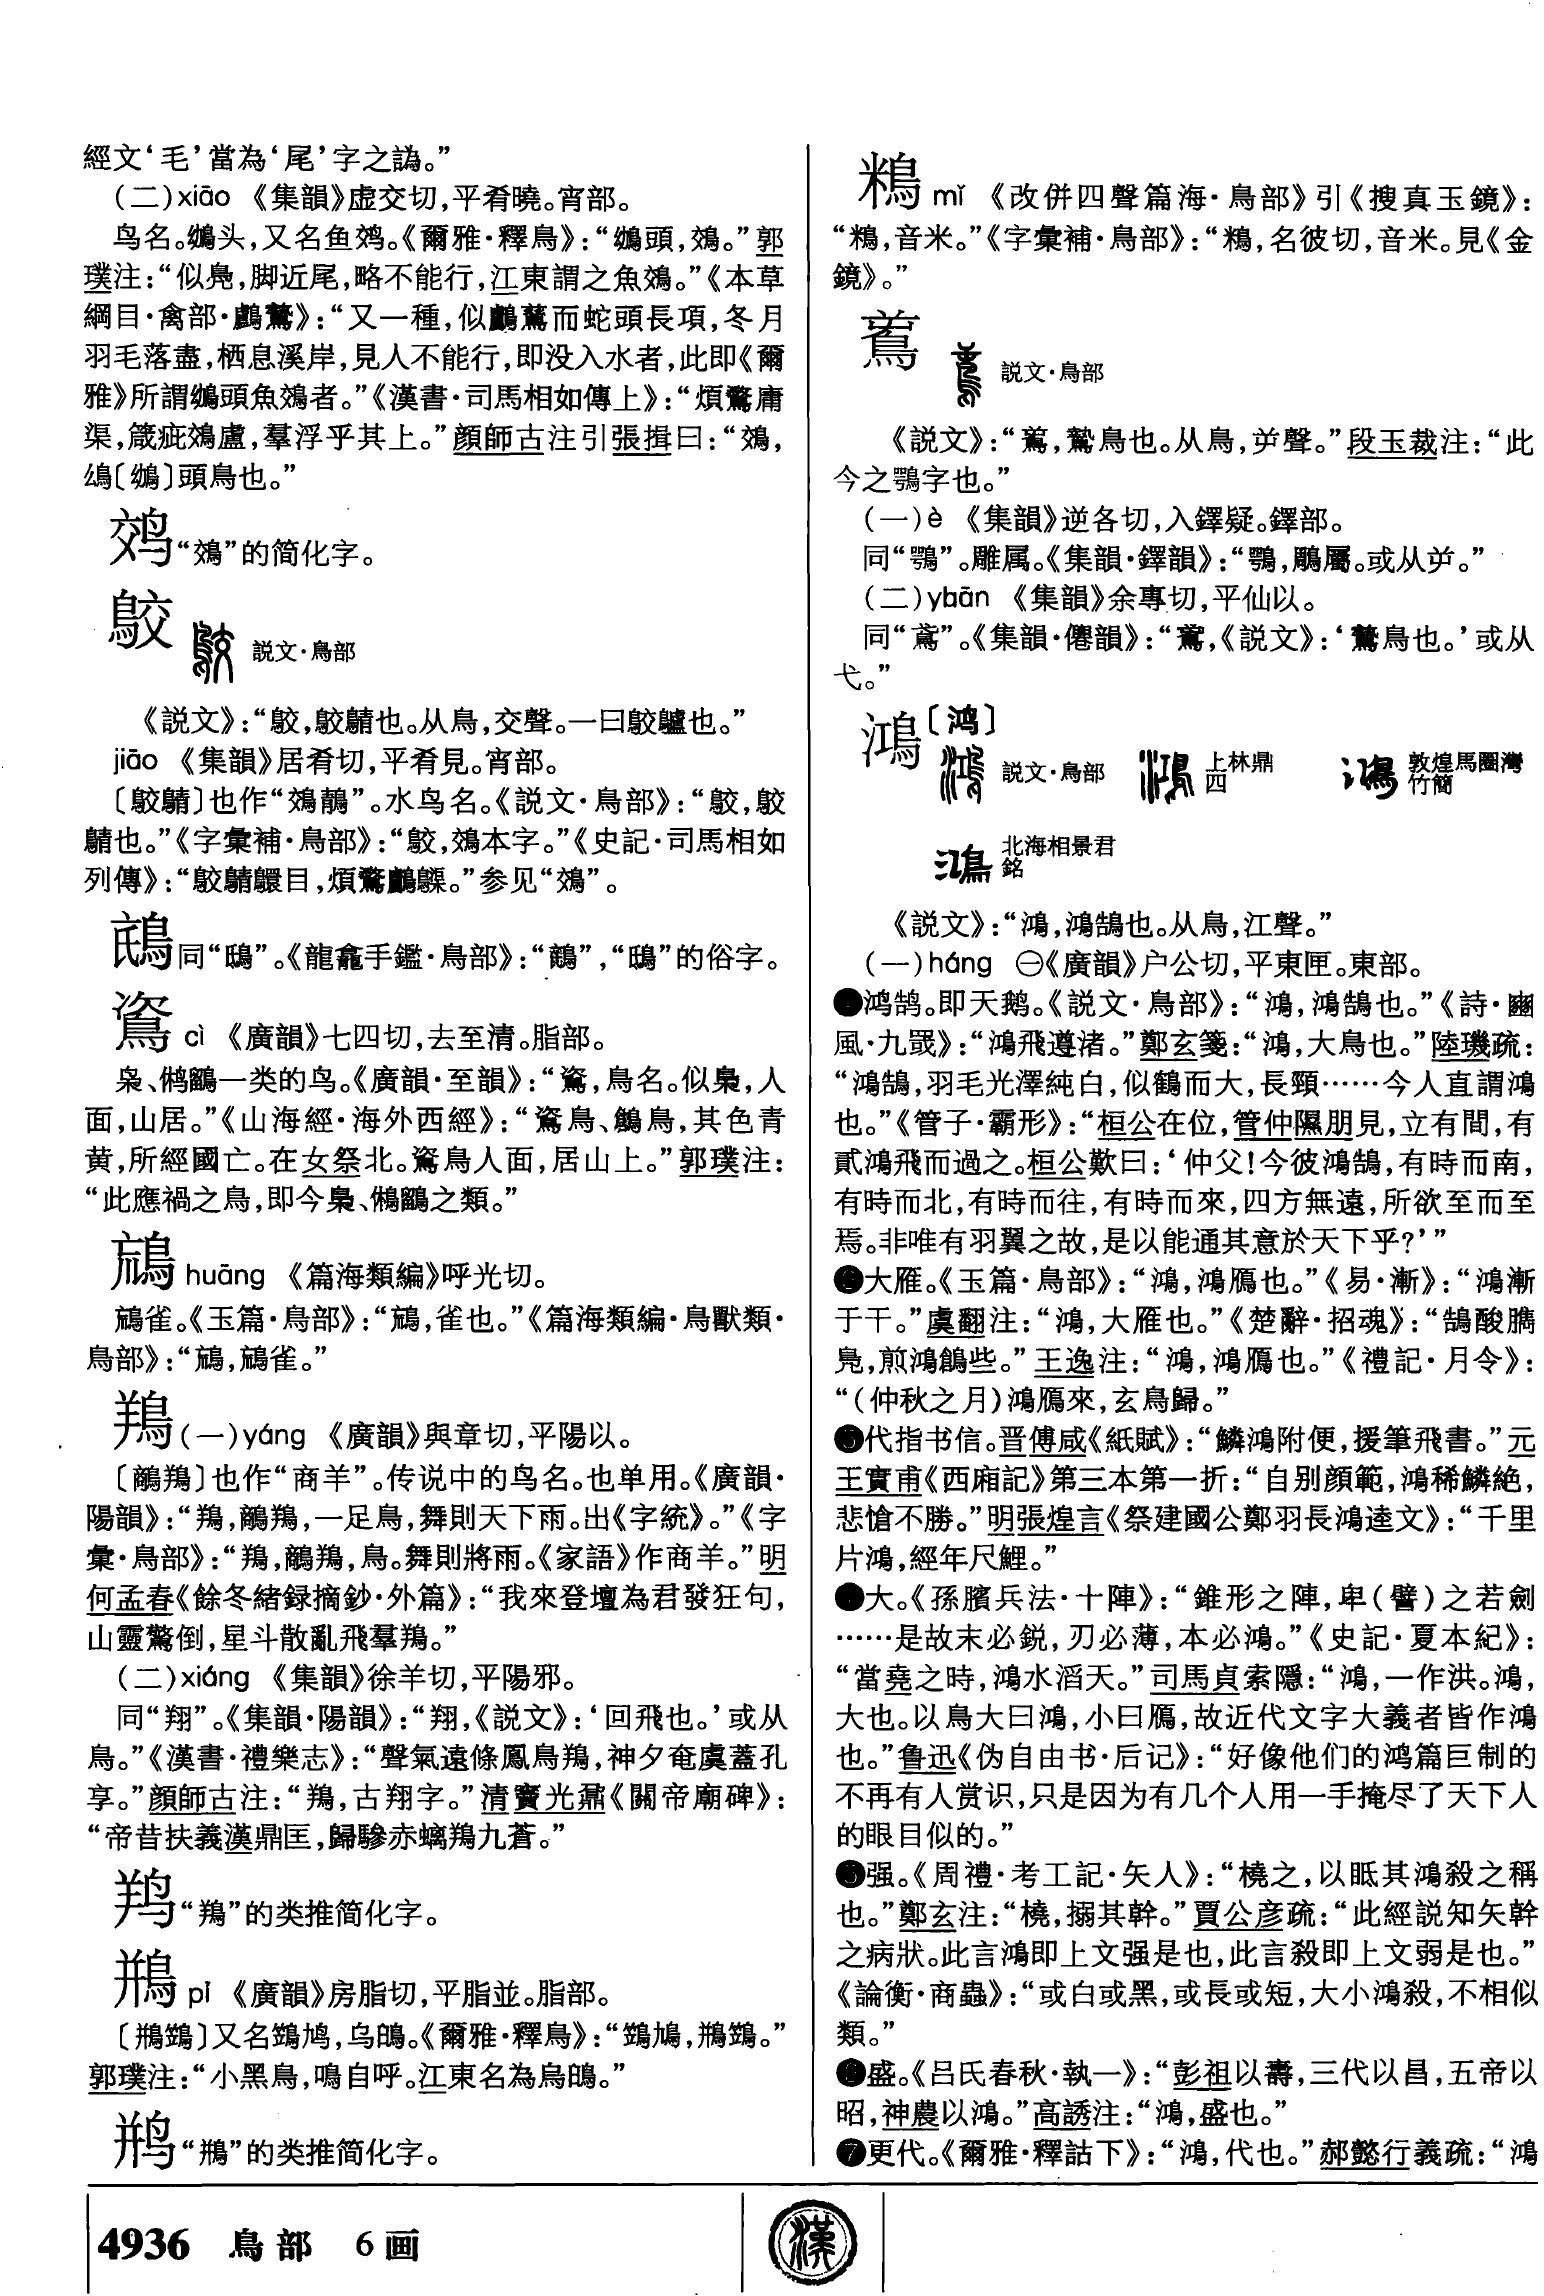 經文‘毛’當為‘尾’字之譌。”
(二)xiāo 《集韻》虚交切,平肴曉。宵部。
鸟名。鳼头,又名鱼䴔。《爾雅·釋鳥》:“鳼頭,鵁。”郭
璞注:“似鳧,脚近尾,略不能行,江東謂之魚鵁。”《本草
綱目·禽部·鸕鷀》:“又一種,似鸕鷀而蛇頭長項,冬月
羽毛落盡,栖息溪岸,見人不能行,即没入水者,此即《爾
雅》所謂鳼頭魚鵁者。”《漢書·司馬相如傳上》:“煩鶩庸
渠,箴疵鵁盧,羣浮乎其上。”顔師古注引張揖曰:“鵁,
頭鳥也。”
䴔“鵁”的简化字。
䴔 説文·鳥部
《説文》:“鵁,鵁鶄也。从鳥,交聲。一曰鵁鸕也。”
jiāo 《集韻》居肴切,平肴見。宵部。
〔鵁鶄〕也作“鵁鶄”。水鸟名。《説文·鳥部》:“鵁,鵁
鶄也。”《字彙補·鳥部》:“鵁,鵁本字。”《史記·司馬相如
列傳》:“鵁鶄䴉目,煩鶩鷛䴋。”参见“鵁”。
同“鴟”。《龍龕手鑑·鳥部》:“”,“鴟”的俗字。
鴜 cì 《廣韻》七四切,去至清。脂部。
枭、鸺鹠一类的鸟。《廣韻·至韻》:“鴜,鳥名。似梟,人
面,山居。”《山海經·海外西經》:“鳥、鶬鳥,其色青
黄,所經國亡。在女祭北。鳥人面,居山上。”郭璞注:
“此應禍之鳥,即今梟、鵂鶹之類。”
huāng 《篇海類編》呼光切。
雀。《玉篇·鳥部》:“,雀也。”《篇海類編·鳥獸類·
鳥部》:“,雀。”
鴹(一)yáng 《廣韻》與章切,平陽以。
〔鷊鴹〕也作“商羊”。传说中的鸟名。也单用。《廣韻·
陽韻》:“鴹,鴹,一足鳥,舞則天下雨。出《字統》。”《字
彙·鳥部》:“鴹,鴹,鳥。舞則將雨。《家語》作商羊。”明
何孟春《餘冬緒録摘鈔·外篇》:“我來登壇為君發狂句,
山靈驚倒,星斗散亂飛羣鴹。”
(二)xiáng 《集韻》徐羊切,平陽邪。
同“翔”。《集韻·陽韻》:“翔,《説文》:‘回飛也。’或从
鳥。”《漢書·禮樂志》:“聲氣遠條鳳鳥鴹,神夕奄虞蓋孔
享。”顔師古注:“鴹,古翔字。”清竇光鼐《關帝廟碑》:
“帝昔扶義漢鼎匡,歸驂赤螭鴹九蒼。”
“鴹”的类推简化字。
pí 《廣韻》房脂切,平脂並。脂部。
〔鵧鷑〕又名鷑鸠,乌鴖。《爾雅·釋鳥》:“鷑鳩,鵧鷑。”
郭璞注:“小黑鳥,鳴自呼。江東名為烏鴖。”
“鵧”的类推简化字。
mǐ 《改併四聲篇海·鳥部》引《搜真玉鏡》:
“,音米。”《字彙補·鳥部》:“,名彼切,音米。見《金
鏡》。”
説文·鳥部
《説文》:“,鷙鳥也。从鳥,屰聲。”段玉裁注:“此
今之鶚字也。”
(一)è 《集韻》逆各切,入鐸疑。鐸部。
同“鶚”。雕属。《集韻·鐸韻》:“鶚,鵰屬。或从屰。”
(二)yuān 《集韻》余專切,平仙以。
同“鳶”。《集韻·僊韻》:“,《説文》:‘鷙鳥也。’或从
弋。”
鴻〔鸿〕
説文·鳥部 上林鼎
西 敦煌馬圈灣
竹簡
北海相景君
銘
《説文》:“鴻,鴻鵠也。从鳥,江聲。”
(一)hóng ㊀《廣韻》户公切,平東匣。東部。
❶鸿鹄。即天鹅。《説文·鳥部》:“鴻,鴻鵠也。”《詩·豳
風·九罭》:“鴻飛遵渚。”鄭玄箋:“鴻,大鳥也。”陸璣疏:
“鴻鵠,羽毛光澤純白,似鶴而大,長頸……今人直謂鴻
也。”《管子·霸形》:“桓公在位,管仲隰朋見,立有間,有
貳鴻飛而過之。桓公歎曰:‘仲父!今彼鴻鵠,有時而南,
有時而北,有時而往,有時而來,四方無遠,所欲至而至
焉。非唯有羽翼之故,是以能通其意於天下乎?’”
❷大雁。《玉篇·鳥部》:“鴻,鴻鴈也。”《易·漸》:“鴻漸
于干。”虞翻注:“鴻,大雁也。”《楚辭·招魂》:“鵠酸臇
鳧,煎鴻鶬些。”王逸注:“鴻,鴻鴈也。”《禮記·月令》:
“(仲秋之月)鴻鴈來,玄鳥歸。”
❸代指书信。晋傅咸《紙賦》:“鱗鴻附便,援筆飛書。”元
王實甫《西廂記》第三本第一折:“自别顔範,鴻稀鱗絶,
悲愴不勝。”明張煌言《祭建國公鄭羽長鴻逵文》:“千里
片鴻,經年尺鯉。”
❹大。《孫臏兵法·十陣》:“錐形之陣,卑(譬)之若劍
……是故末必鋭,刃必薄,本必鴻。”《史記·夏本紀》:
“當堯之時,鴻水滔天。”司馬貞索隱:“鴻,一作洪。鴻,
大也。以鳥大曰鴻,小曰鴈,故近代文字大義者皆作鴻
也。”鲁迅《伪自由书·后记》:“好像他们的鸿篇巨制的
不再有人赏识,只是因为有几个人用一手掩尽了天下人
的眼目似的。”
❺强。《周禮·考工記·矢人》:“橈之,以眡其鴻殺之稱
也。”鄭玄注:“橈,搦其幹。”賈公彦疏:“此經説知矢幹
之病狀。此言鴻即上文强是也,此言殺即上文弱是也。”
《論衡·商蟲》:“或白或黑,或長或短,大小鴻殺,不相似
類。”
❻盛。《吕氏春秋·執一》:“彭祖以壽,三代以昌,五帝以
昭,神農以鴻。”高誘注:“鴻,盛也。”
❼更代。《爾雅·釋詁下》:“鴻,代也。”郝懿行義疏:“鴻
4936 鳥部 6画
漢